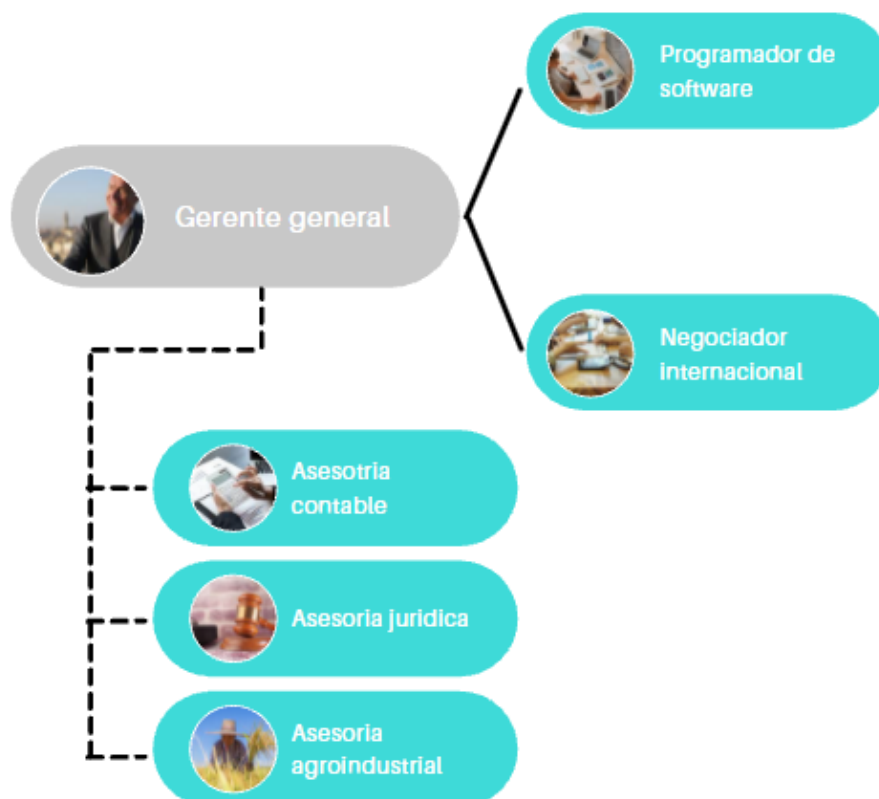 Programador de
software
Gerente general
Negociador
internacional
Asesotria
contable
Asesoria juridica
Asesoria
agroindustrial